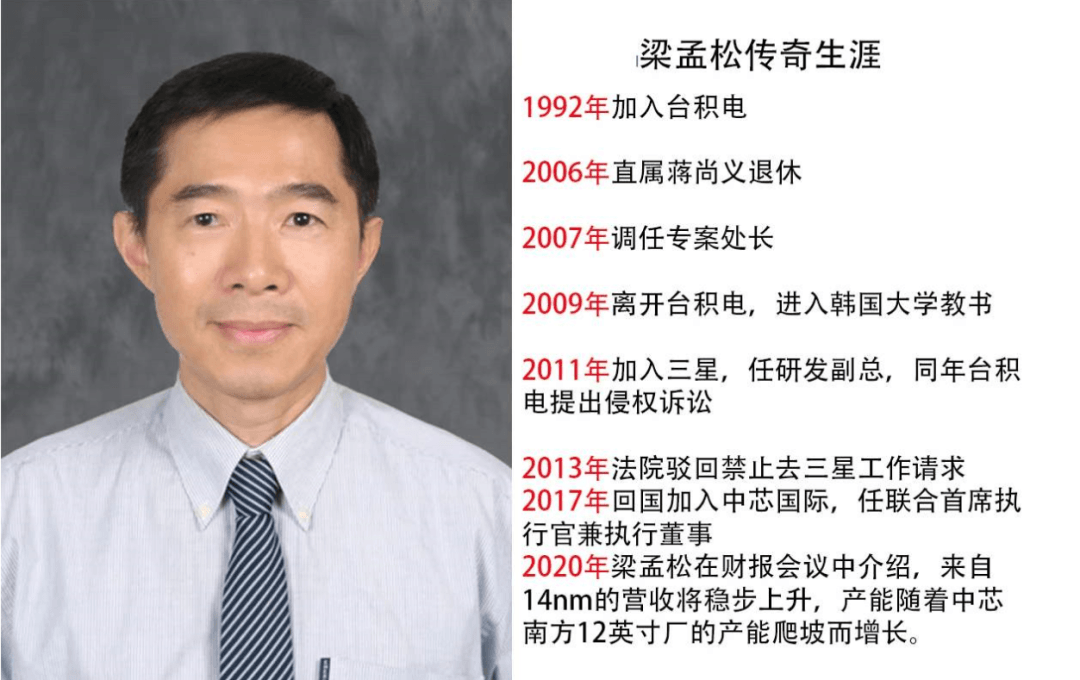 梁孟松传奇生涯
1992年加入台积电
2006年直属蒋尚义退休
2007年调任专案处长
2009年离开台积电，进入韩国大学教书
2011年加入三星，任研发副总，同年台积
电提出侵权诉讼
2013年法院驳回禁止去三星工作请求
2017年回国加入中芯国际，任联合首席执
行官兼执行董事
2020年梁孟松在财报会议中介绍，来自
14nm的营收将稳步上升，产能随着中芯
南方12英寸厂的产能爬坡而增长。